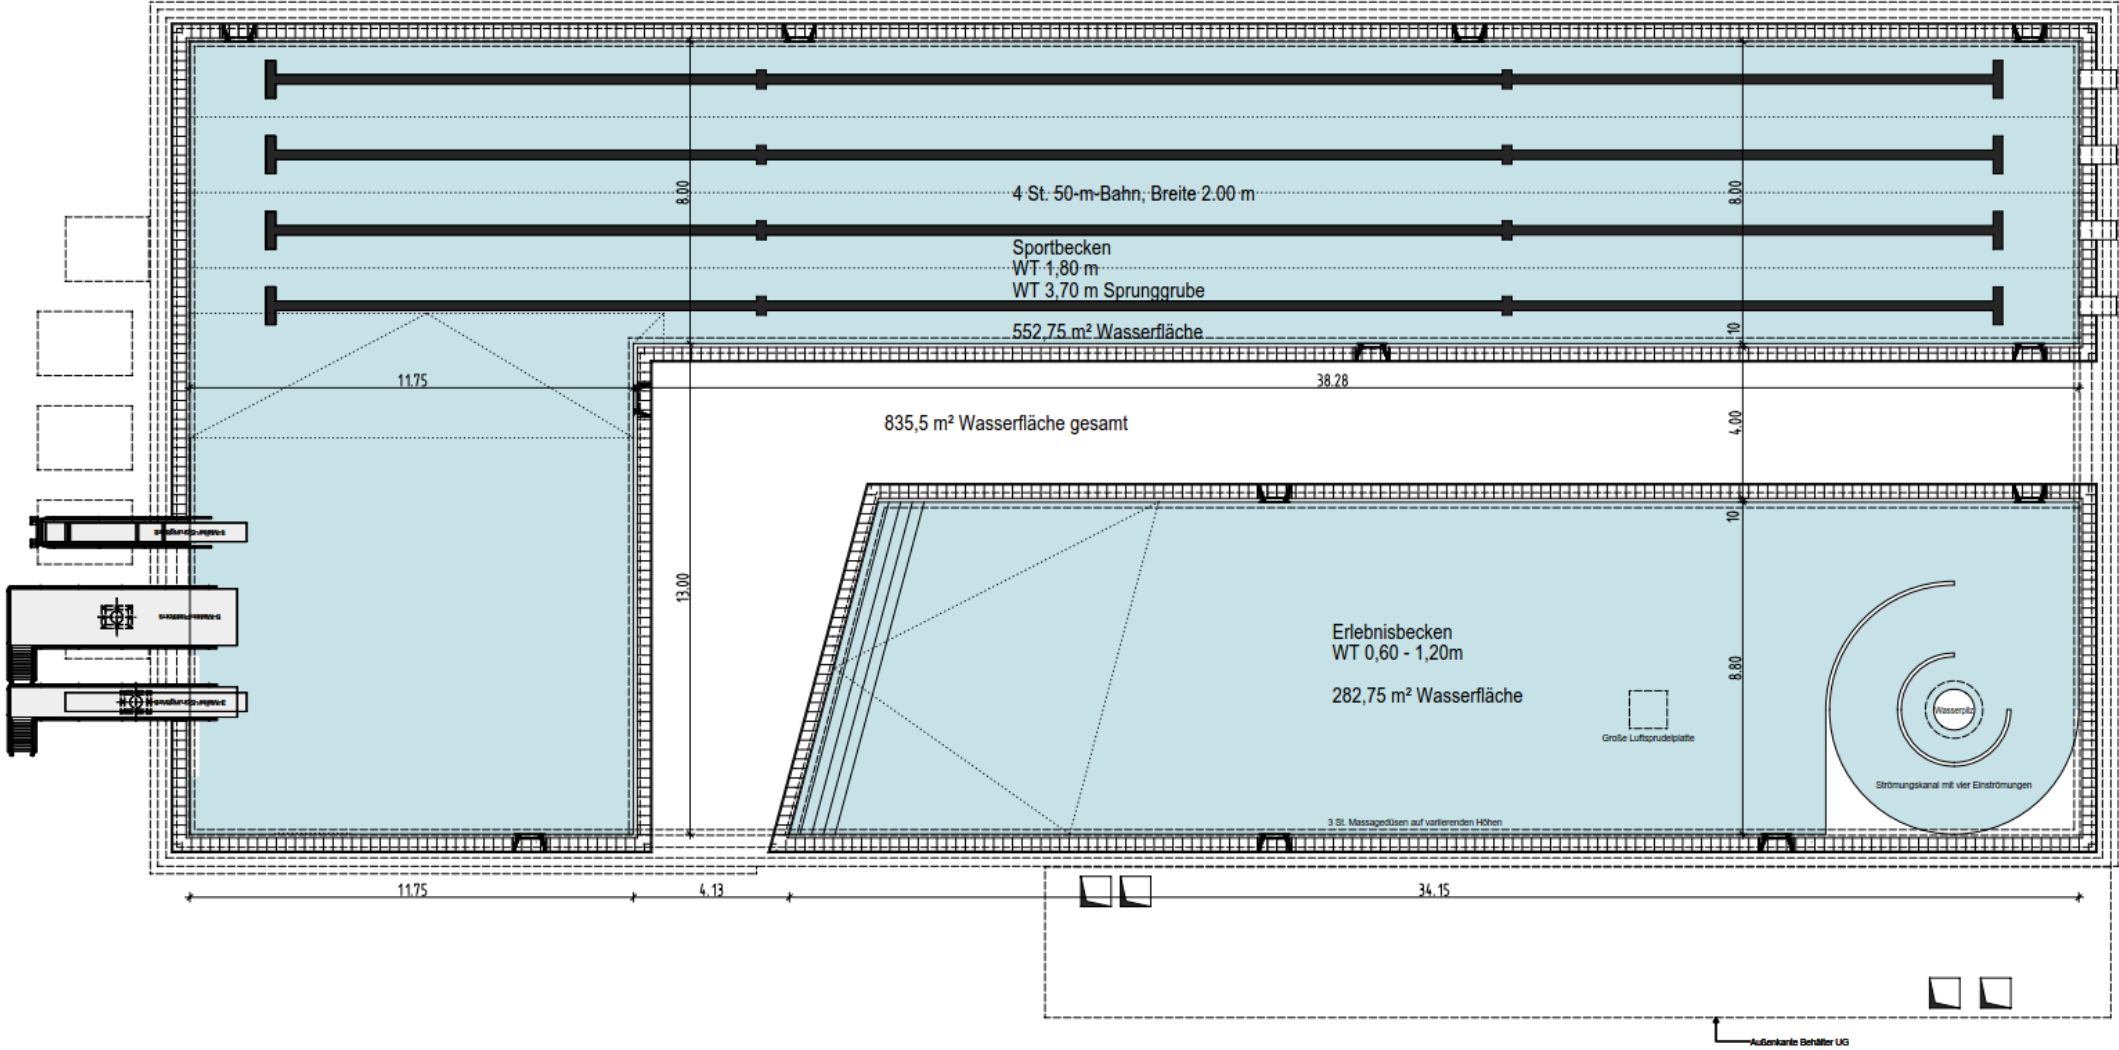 8.00
8.00
4 St. 50-m-Bahn, Breite 2.00 m
Sportbecken
WT 1,80 m
WT 3,70 m Sprunggrube
552,75 m² Wasserfläche
10
11.75
38.28
835,5 m² Wasserfläche gesamt
4.00
10
13.00
Erlebnisbecken
WT 0,60 - 1,20m
282,75 m² Wasserfläche
8.80
Wasserpilz
Große Luftsprudelplatte
Strömungskanal mit vier Einströmungen
3 St. Massagedüsen auf variierenden Höhen
11.75
4.13
34.15
Außenkante Behälter UG